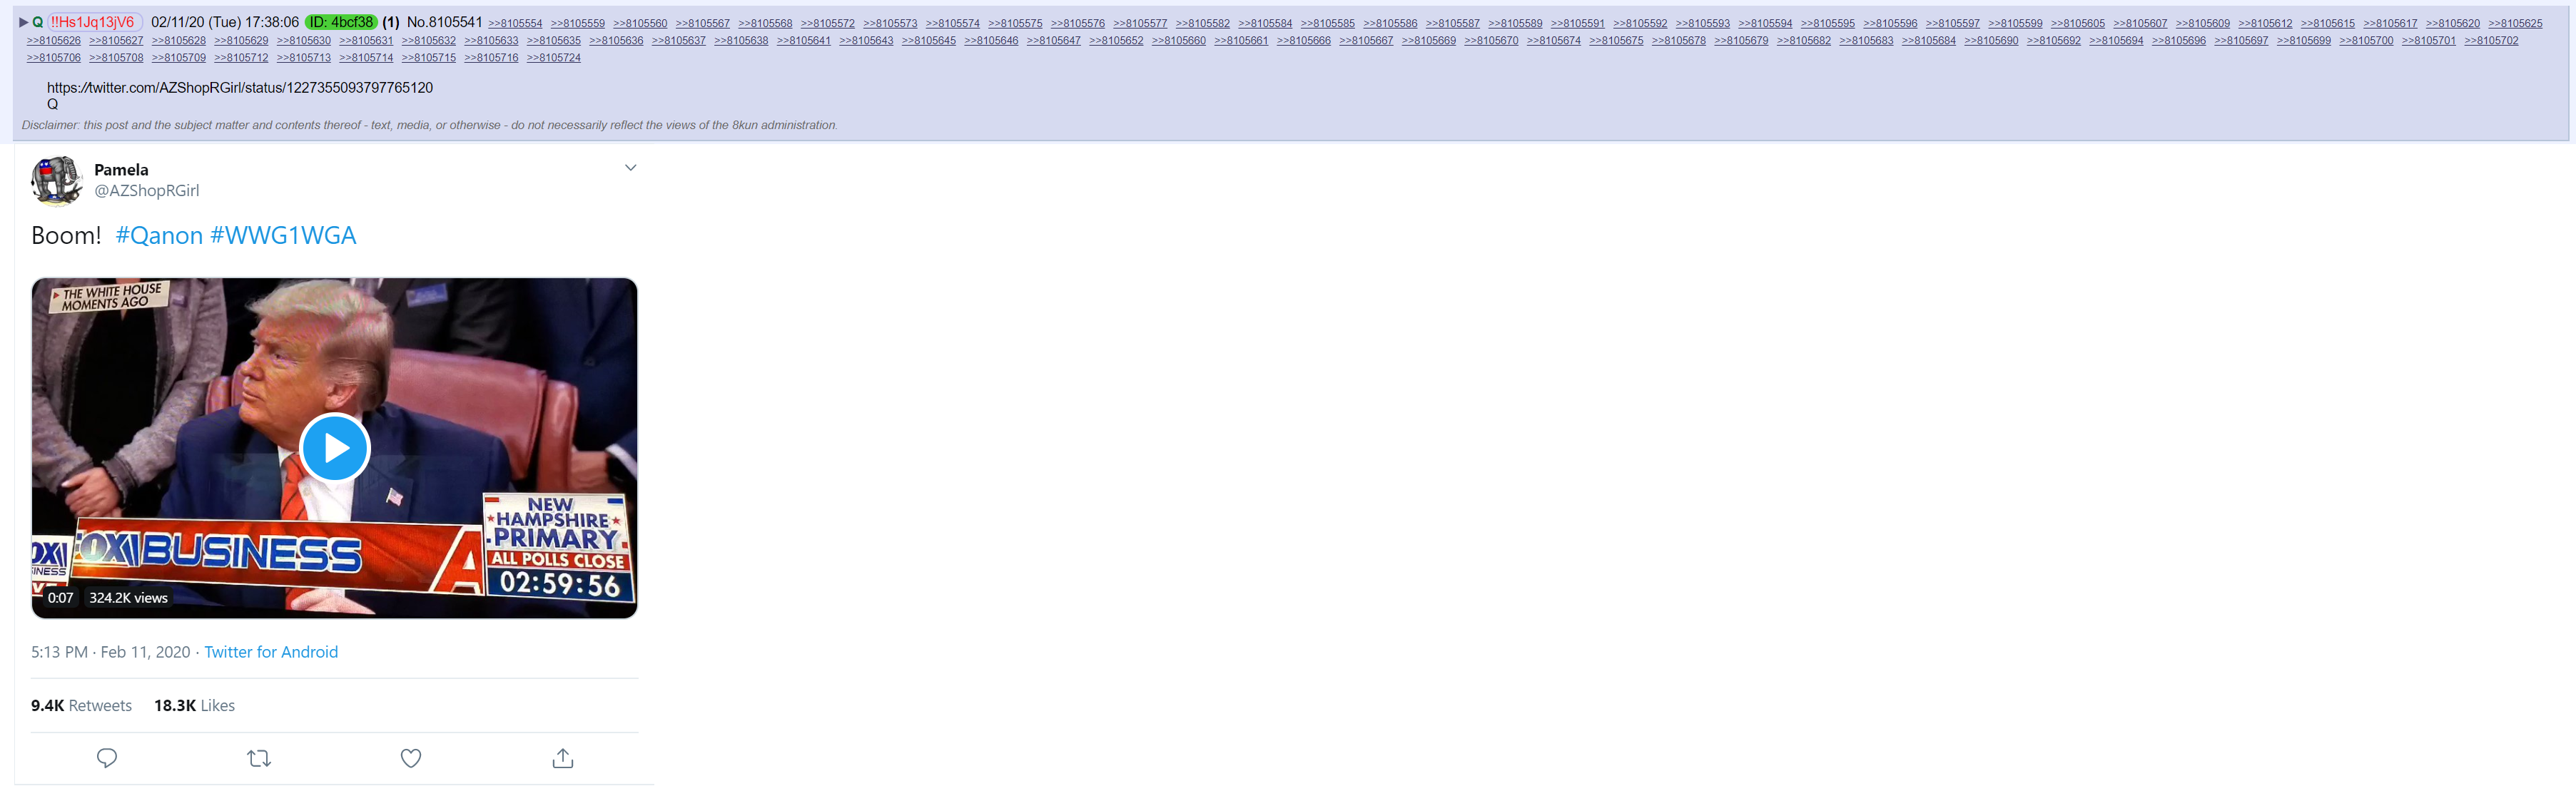 ▶ Q !!Hs1Jq13jV6 02/11/20 (Tue) 17:38:06 ID: 4bcf38 (1) No.8105541 >>8105554 >>8105559 >>8105560 >>8105567 >>8105568 >>8105572 >>8105573 >>8105574 >>8105575 >>8105576 >>8105577 >>8105582 >>8105584 >>8105585 >>8105586 >>8105587 >>8105589 >>8105591 >>8105592 >>8105593 >>8105594 >>8105595 >>8105596 >>8105597 >>8105599 >>8105605 >>8105607 >>8105609 >>8105612 >>8105615 >>8105617 >>8105620 >>8105625
>>8105626 >>8105627 >>8105628 >>8105629 >>8105630 >>8105631 >>8105632 >>8105633 >>8105635 >>8105636 >>8105637 >>8105638 >>8105641 >>8105643 >>8105645 >>8105646 >>8105647 >>8105652 >>8105660 >>8105661 >>8105666 >>8105667 >>8105669 >>8105670 >>8105674 >>8105675 >>8105678 >>8105679 >>8105682 >>8105683 >>8105684 >>8105690 >>8105692 >>8105694 >>8105696 >>8105697 >>8105699 >>8105700 >>8105701 >>8105702
>>8105706 >>8105708 >>8105709 >>8105712 >>8105713 >>8105714 >>8105715 >>8105716 >>8105724
https://twitter.com/AZShopRGirl/status/1227355093797765120
Q
Disclaimer: this post and the subject matter and contents thereof - text, media, or otherwise - do not necessarily reflect the views of the 8kun administration.
Pamela
@AZShopRGirl
Boom! #Qanon #WWG1WGA
THE WHITE HOUSE
MOMENTS AGO
NEW
HAMPSHIRE
PRIMARY
ALL POLLS CLOSE
02:59:56
OXI
INESS
OXI BUSINESS A
0:07 324.2K views
5:13 PM · Feb 11, 2020 · Twitter for Android
9.4K Retweets 18.3K Likes